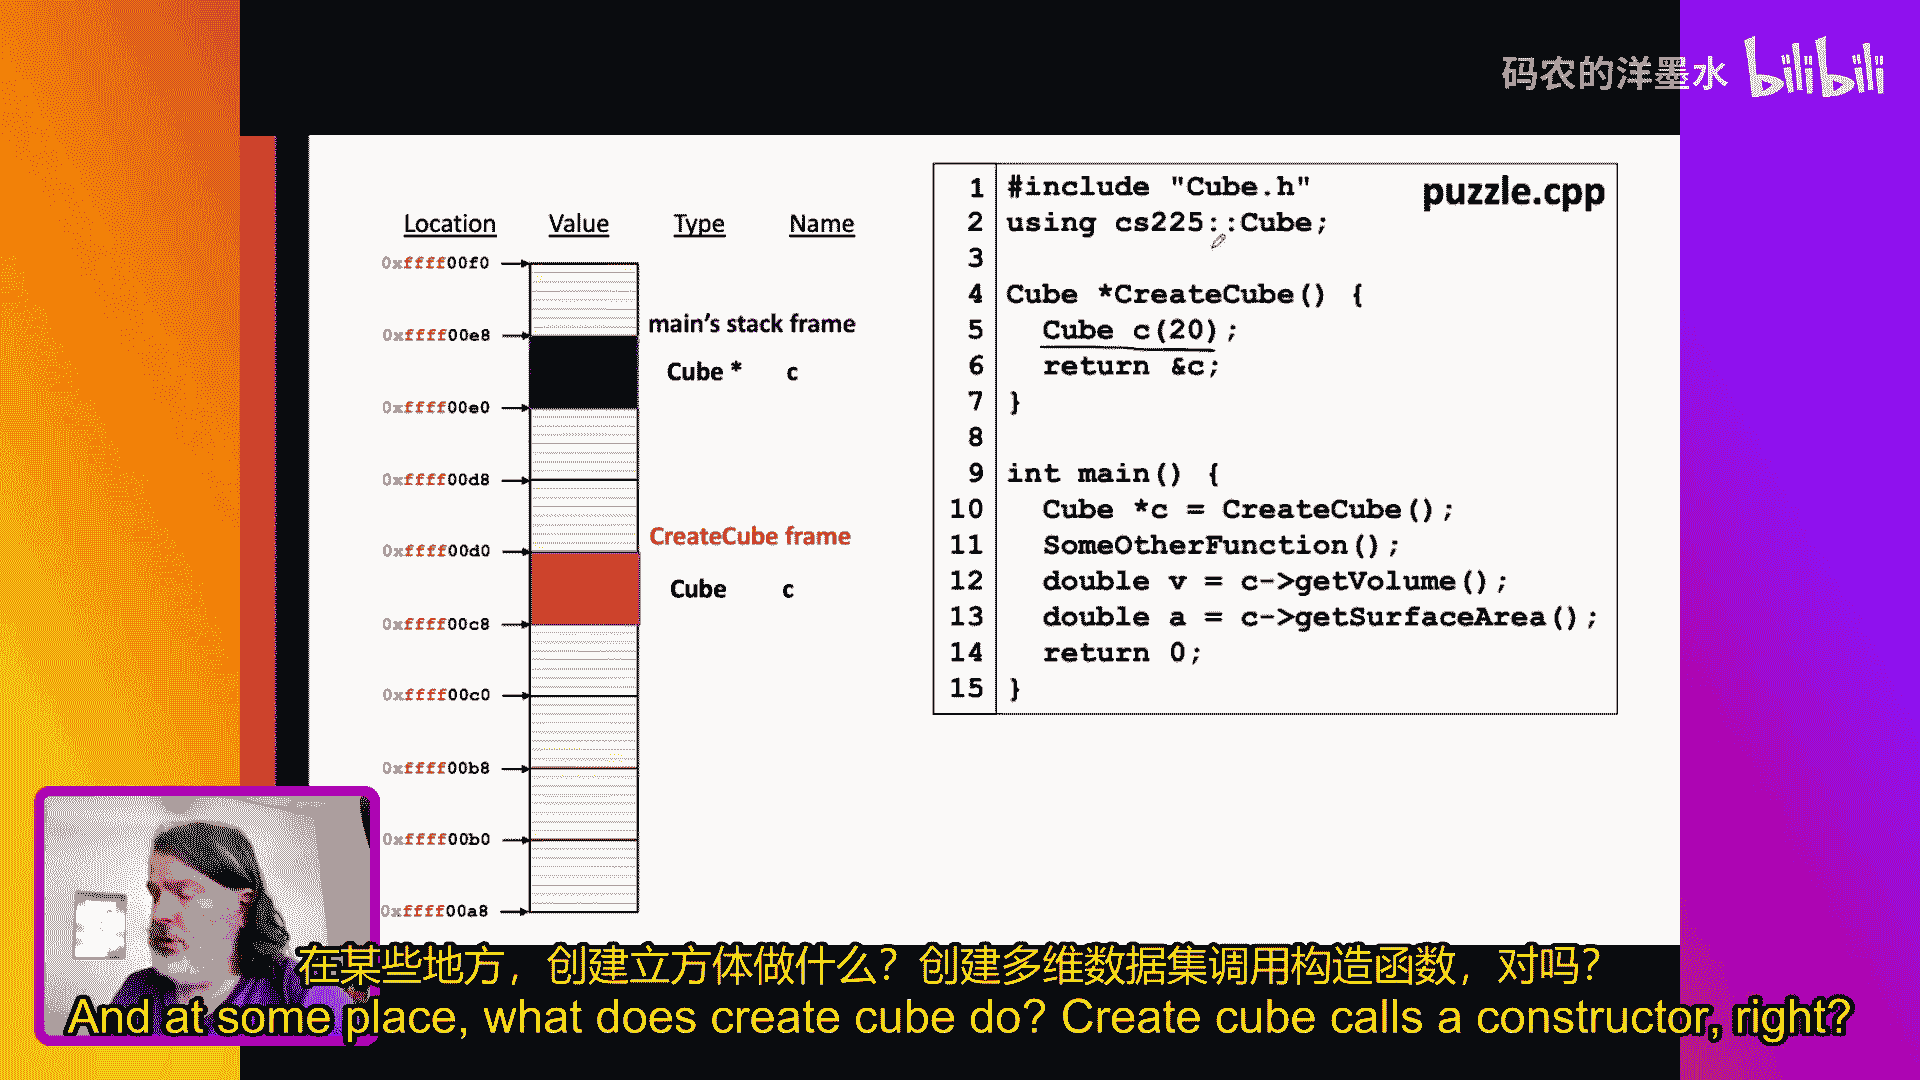 码农的洋墨水 bilibili
Location Value Type Name
0xffff00f0
main's stack frame
0xffff00e8
Cube * c
0xffff00e0
0xffff00d8
CreateCube frame
0xffff00d0
Cube c
0xffff00c8
0xffff00c0
0xffff00b8
0xffff00b0
0xffff00a8
puzzle.cpp
1 #include "Cube.h"
2 using cs225::Cube;
3
4 Cube *CreateCube() {
5 Cube c(20);
6 return &c;
7 }
8
9 int main() {
10 Cube *c = CreateCube();
11 SomeOtherFunction();
12 double v = c->getVolume();
13 double a = c->getSurfaceArea();
14 return 0;
15 }
在某些地方，创建立方体做什么？创建多维数据集调用构造函数，对吗？
And at some place, what does create cube do? Create cube calls a constructor, right?